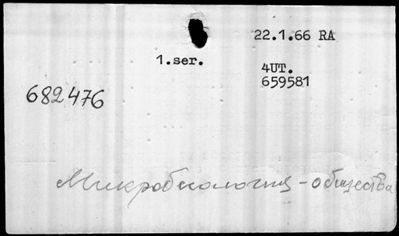 22.1.66 RA
1.ser.
4UT.
659581
682476
Микробиология - общества